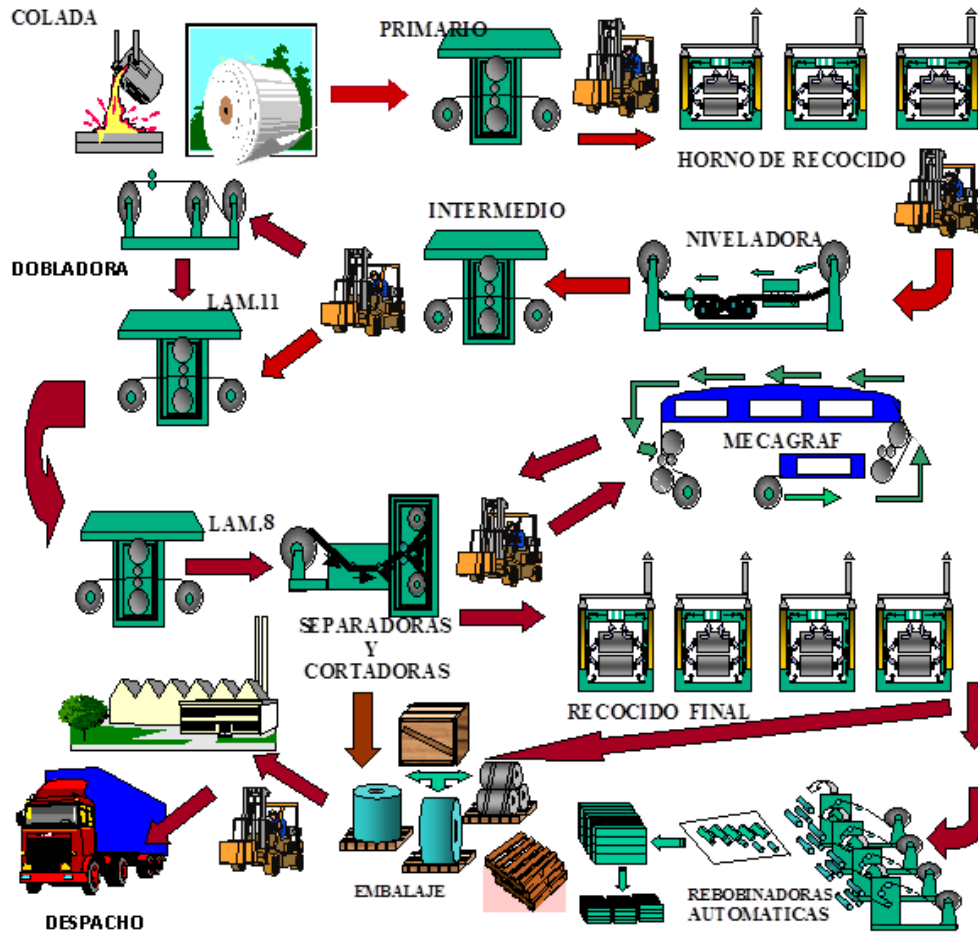 COLADA
PRIMARIO
HORNO DE RECOCIDO
INTERMEDIO
NIVELADORA
DOBLADORA
LAM.11
MECAGRAF
LAM.8
SEPARADORAS
Y
CORTADORAS
RECOCIDO FINAL
EMBALAJE
REBOBINADORAS
AUTOMATICAS
DESPACHO